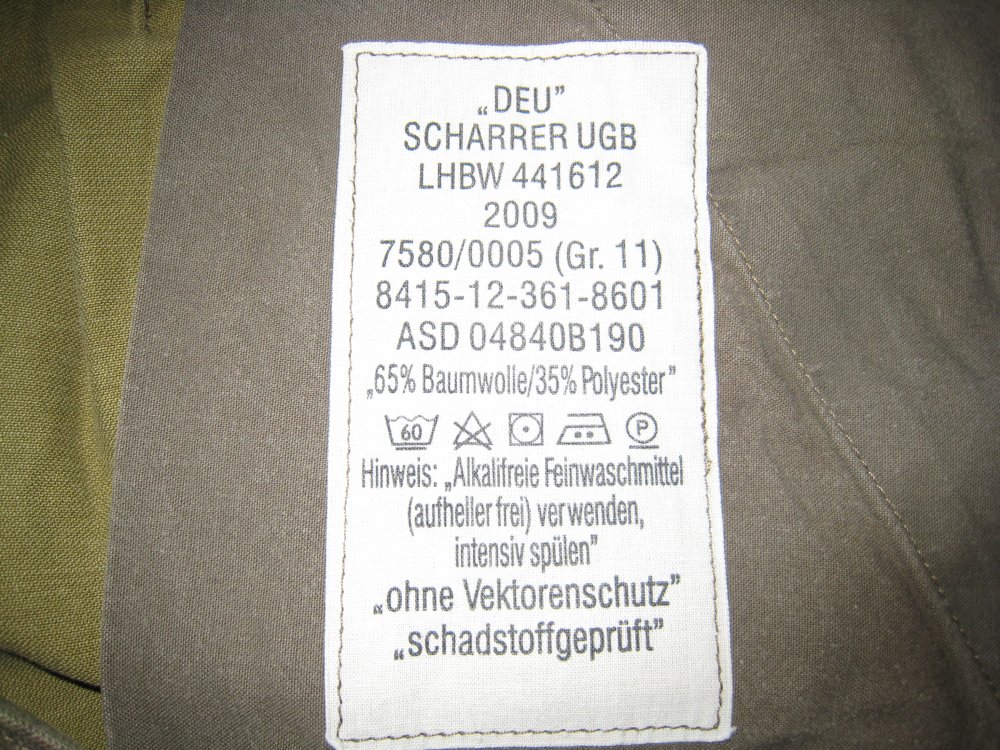 „DEU”
SCHARRER UGB
LHBW 441612
2009
7580/0005 (Gr. 11)
8415-12-361-8601
ASD 04840B190
„65% Baumwolle/35% Polyester”
60 P
Hinweis: „Alkalifreie Feinwaschmittel
(aufheller frei) verwenden,
intensiv spülen”
„ohne Vektorenschutz”
„schadstoffgeprüft”